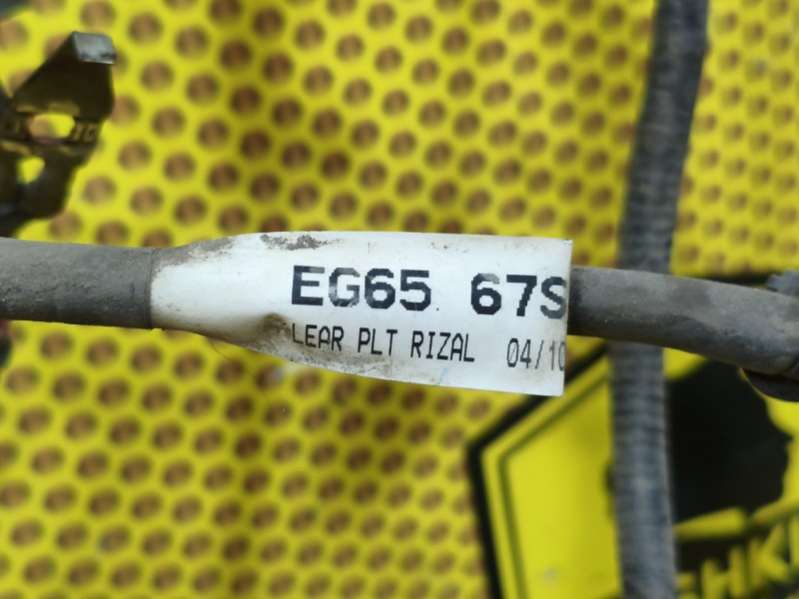 EG65 67S
LEAR PLT RIZAL 04/10